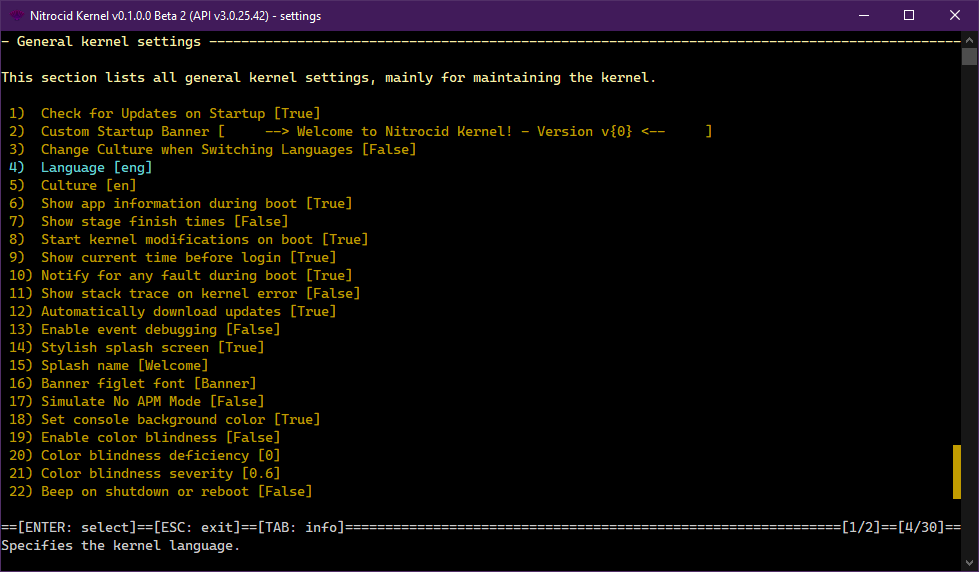 Nitrocid Kernel v0.1.0.0 Beta 2 (API v3.0.25.42) - settings
- General kernel settings ----------------------------------------------------------------------------------------------
This section lists all general kernel settings, mainly for maintaining the kernel.
1) Check for Updates on Startup [True]
2) Custom Startup Banner [     --> Welcome to Nitrocid Kernel! - Version v{0} <--     ]
3) Change Culture when Switching Languages [False]
4) Language [eng]
5) Culture [en]
6) Show app information during boot [True]
7) Show stage finish times [False]
8) Start kernel modifications on boot [True]
9) Show current time before login [True]
10) Notify for any fault during boot [True]
11) Show stack trace on kernel error [False]
12) Automatically download updates [True]
13) Enable event debugging [False]
14) Stylish splash screen [True]
15) Splash name [Welcome]
16) Banner figlet font [Banner]
17) Simulate No APM Mode [False]
18) Set console background color [True]
19) Enable color blindness [False]
20) Color blindness deficiency [0]
21) Color blindness severity [0.6]
22) Beep on shutdown or reboot [False]
==[ENTER: select]==[ESC: exit]==[TAB: info]==============================================================[1/2]==[4/30]==
Specifies the kernel language.